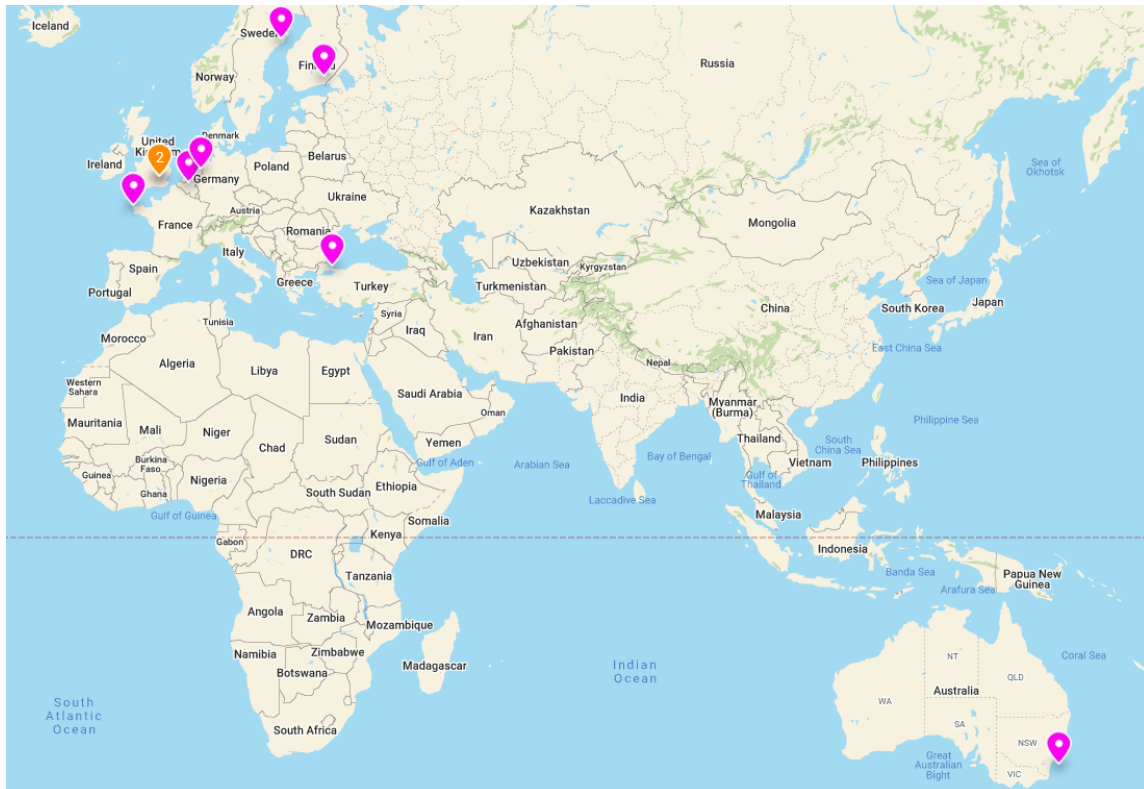 Iceland
Sweden
Finland
Norway
Russia
Denmark
United
Kingdom
2
Ireland
Belarus
Poland
Germany
Sea of
Okhotsk
Ukraine
Austria
Kazakhstan
France
Mongolia
Romania
Italy
Uzbekistan
Kyrgyzstan
Spain
Sea of Japan
Greece
Turkey
Turkmenistan
Portugal
Japan
South Korea
China
Syria
Tunisia
Afghanistan
Iraq
Iran
Morocco
East China Sea
Pakistan
Algeria
Nepal
Libya
Egypt
Western
Sahara
Saudi Arabia
India
Myanmar
(Burma)
Oman
Mauritania
Philippine Sea
Mali
Niger
Sudan
Thailand
Yemen
South
China Sea
Chad
Bay of Bengal
Burkina
Faso
Gulf of Aden
Arabian Sea
Vietnam
Philippines
Guinea
Nigeria
Gulf of
Thailand
Ethiopia
Ghana
South Sudan
Laccadive Sea
Gulf of Guinea
Malaysia
Somalia
Kenya
Gabon
DRC
Indonesia
Banda Sea
Papua New
Guinea
Tanzania
Arafura Sea
Angola
Zambia
Mozambique
Zimbabwe
Namibia
Coral Sea
NT
Madagascar
Indian
Ocean
Botswana
QLD
Australia
WA
South
Atlantic
Ocean
SA
South Africa
NSW
Great
Australian
Bight
VIC